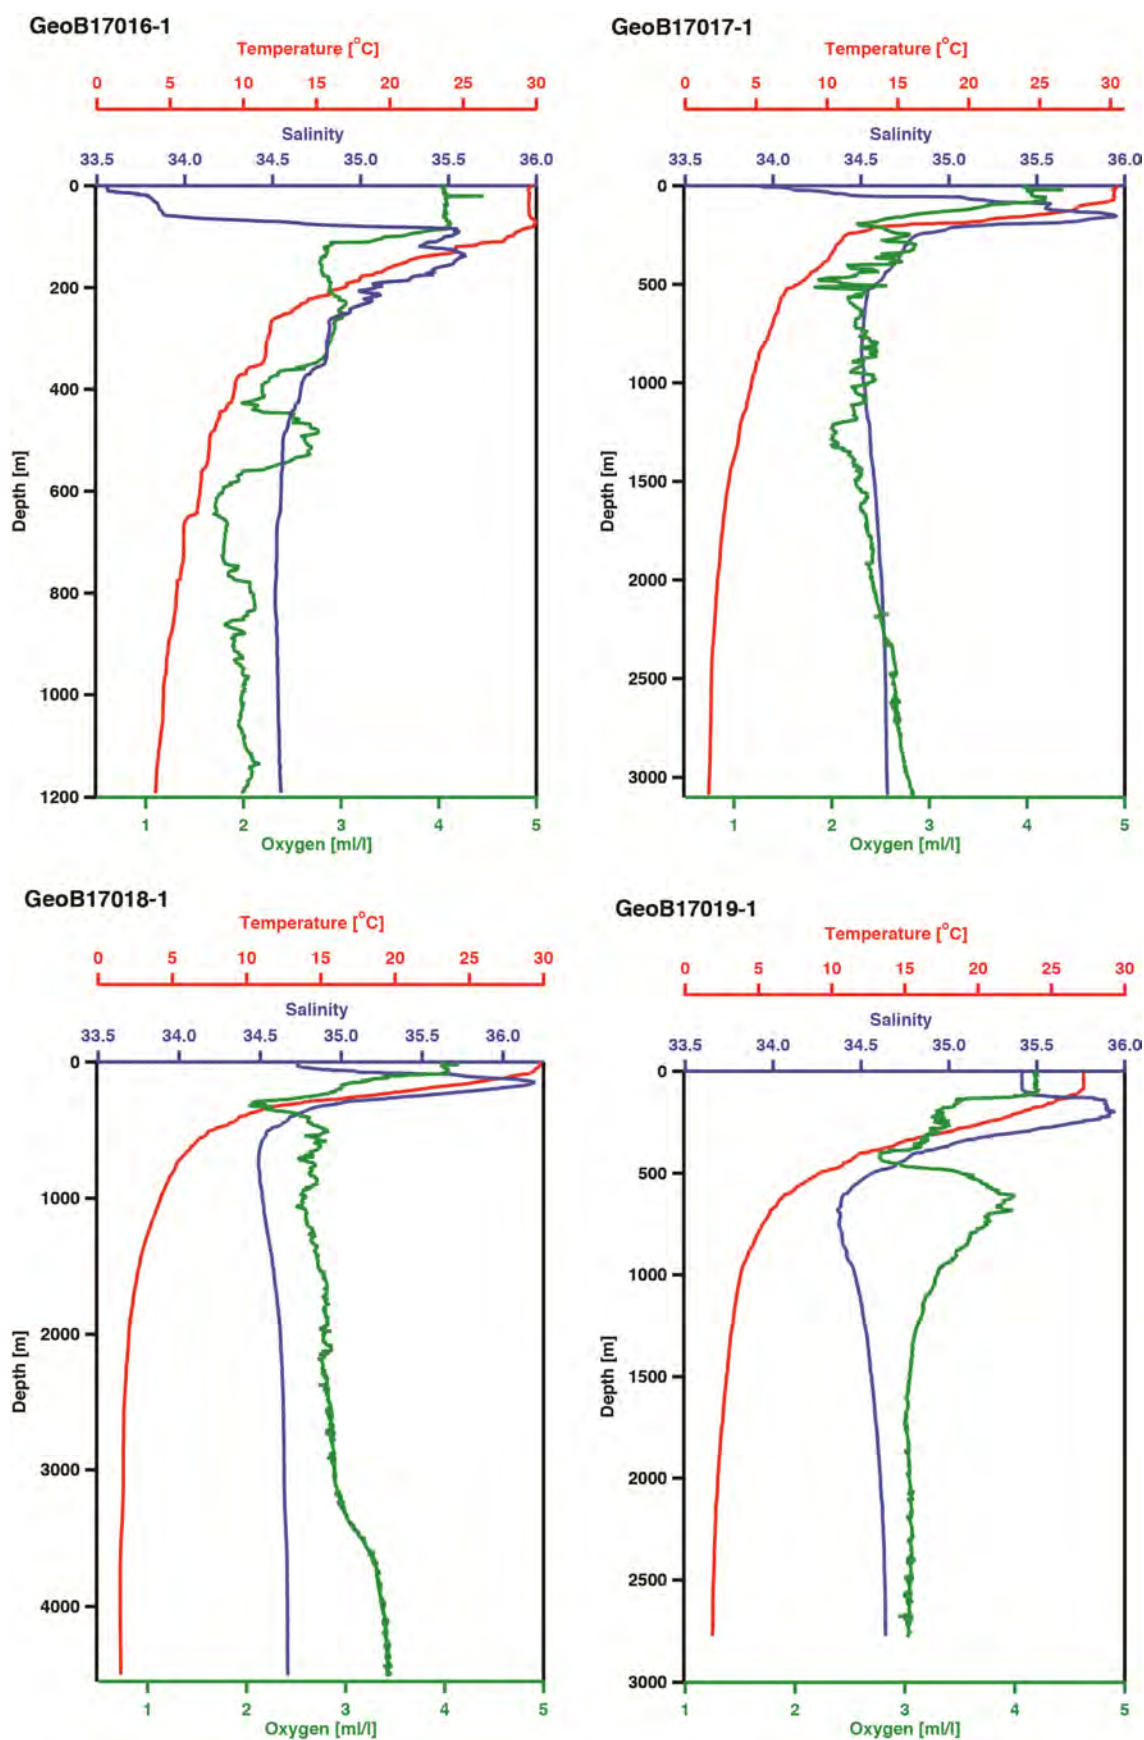 GeoB17016-1
Temperature [°C]
0 5 10 15 20 25 30
Salinity
33.5 34.0 34.5 35.0 35.5 36.0
0
200
400
600
800
1000
1200
Depth [m]
1 2 3 4 5
Oxygen [ml/l]
GeoB17017-1
Temperature [°C]
0 5 10 15 20 25 30
Salinity
33.5 34.0 34.5 35.0 35.5 36.0
0
500
1000
1500
2000
2500
3000
Depth [m]
1 2 3 4 5
Oxygen [ml/l]
GeoB17018-1
Temperature [°C]
0 5 10 15 20 25 30
Salinity
33.5 34.0 34.5 35.0 35.5 36.0
0
1000
2000
3000
4000
Depth [m]
1 2 3 4 5
Oxygen [ml/l]
GeoB17019-1
Temperature [°C]
0 5 10 15 20 25 30
Salinity
33.5 34.0 34.5 35.0 35.5 36.0
0
500
1000
1500
2000
2500
3000
Depth [m]
1 2 3 4 5
Oxygen [ml/l]